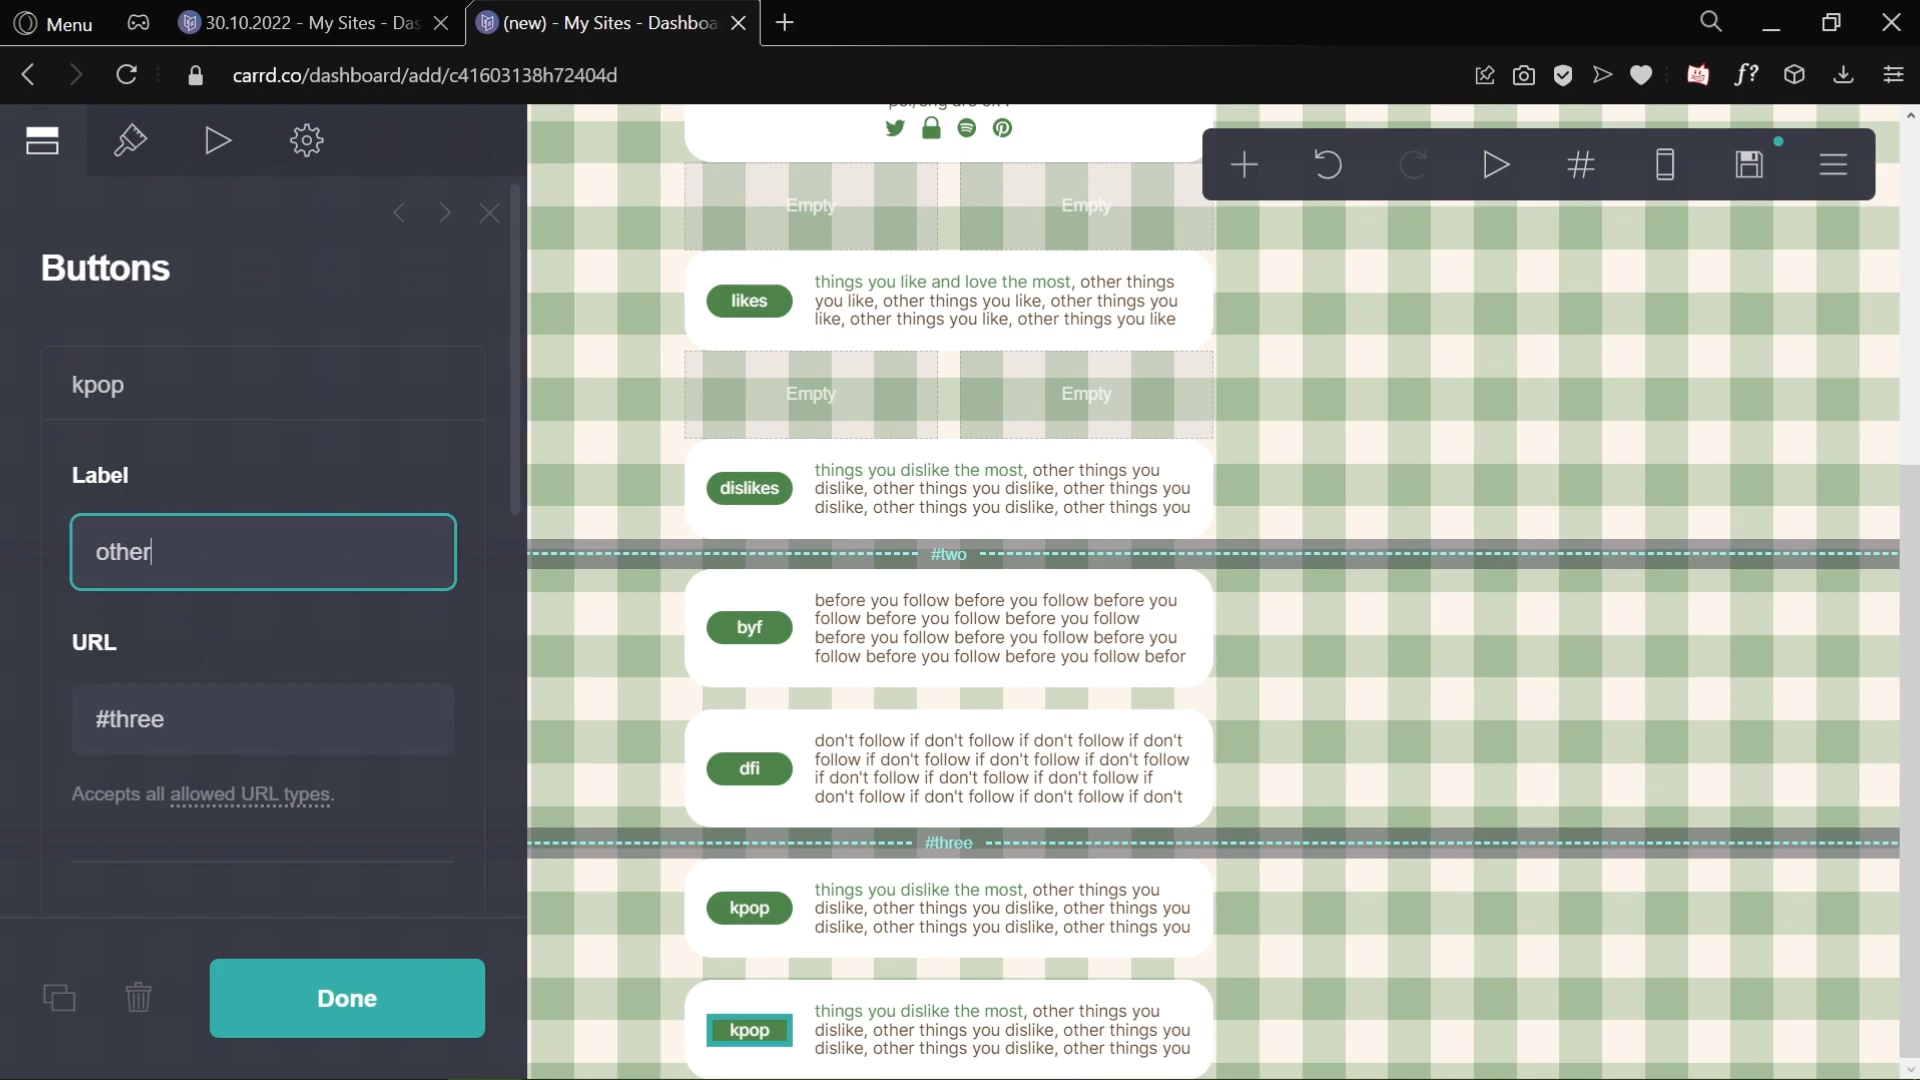 Menu
30.10.2022 - My Sites - Das
(new) - My Sites - Dashboa
carrd.co/dashboard/add/c41603138h72404d
Buttons
kpop
Label
other
URL
#three
Accepts all allowed URL types.
Done
Empty
Empty
likes
things you like and love the most, other things
you like, other things you like, other things you
like, other things you like, other things you like
Empty
Empty
dislikes
things you dislike the most, other things you
dislike, other things you dislike, other things you
dislike, other things you dislike, other things you
#two
byf
before you follow before you follow before you
follow before you follow before you follow
before you follow before you follow before you
follow before you follow before you follow befor
dfi
don't follow if don't follow if don't follow if don't
follow if don't follow if don't follow if don't follow
if don't follow if don't follow if don't follow if
don't follow if don't follow if don't follow if don't
#three
kpop
things you dislike the most, other things you
dislike, other things you dislike, other things you
dislike, other things you dislike, other things you
kpop
things you dislike the most, other things you
dislike, other things you dislike, other things you
dislike, other things you dislike, other things you